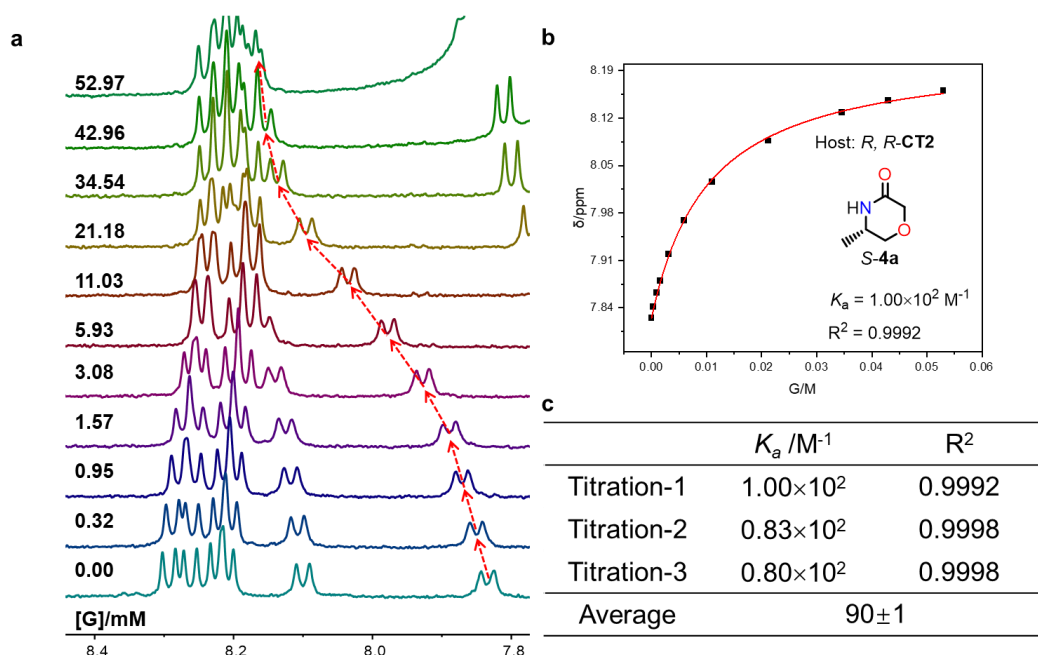 a
52.97
42.96
34.54
21.18
11.03
5.93
3.08
1.57
0.95
0.32
0.00
[G]/mM
8.4 8.2 8.0 7.8
b
8.19
8.12
8.05
7.98
7.91
7.84
δ/ppm
Host: R, R-CT2
O
HN
O
S-4a
Kₐ = 1.00×10² M⁻¹
R² = 0.9992
0.00 0.01 0.02 0.03 0.04 0.05 0.06
G/M
c
Kₐ /M⁻¹ R²
Titration-1 1.00×10² 0.9992
Titration-2 0.83×10² 0.9998
Titration-3 0.80×10² 0.9998
Average 90±1